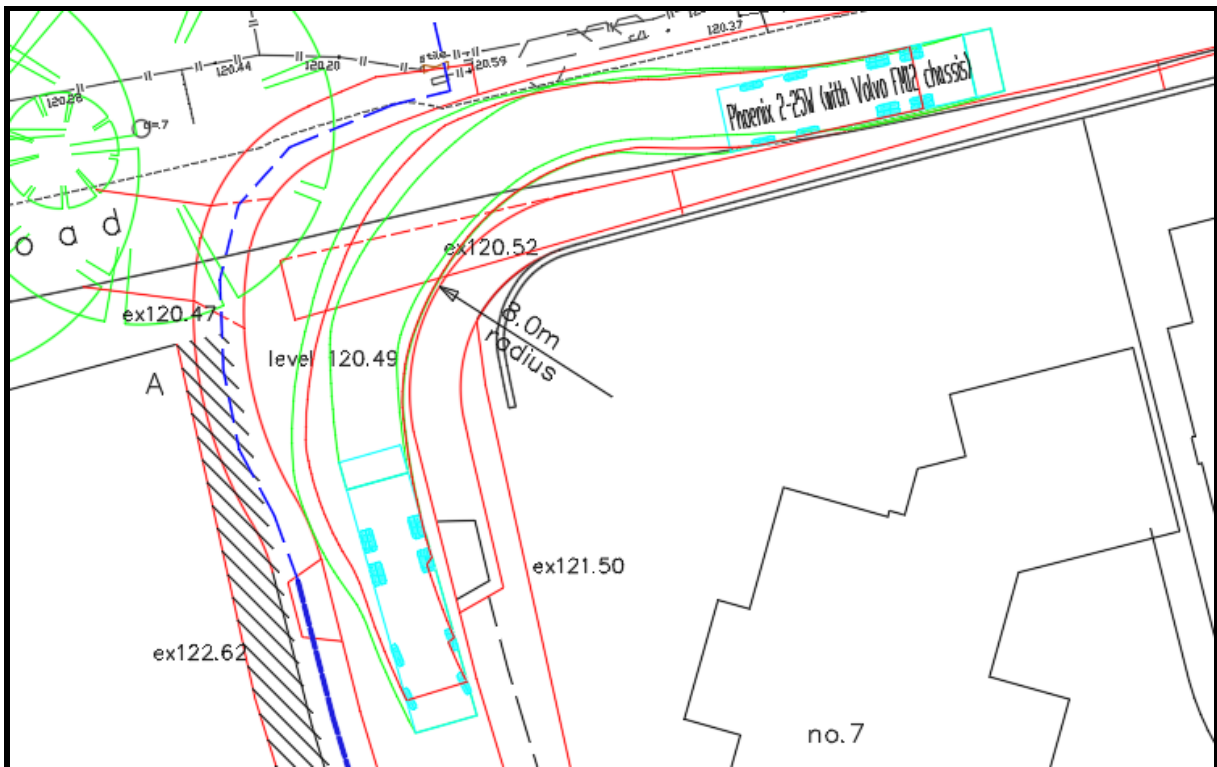 120.37
120.44
120.20
120.59
120.28
Phoenix 2-25W (with Volvo FM12 chassis)
oad
ex120.52
ex120.47
8.0m
radius
level 120.49
A
ex121.50
ex122.62
no.7